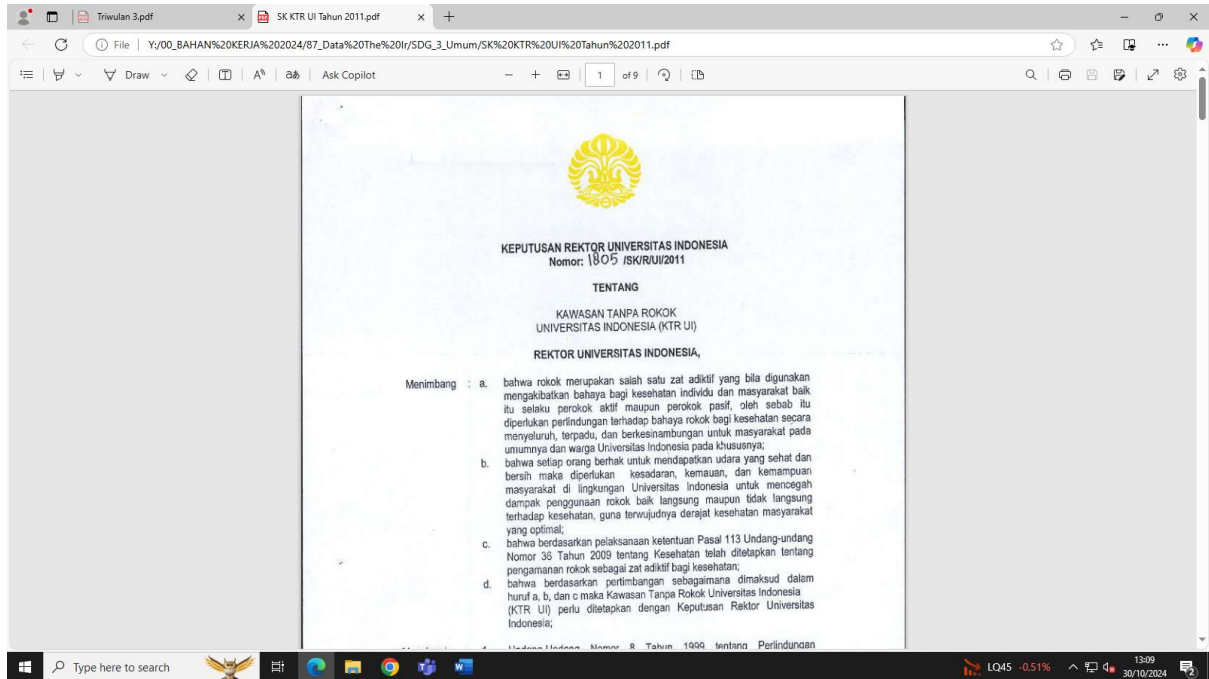 Triwulan 3.pdf
SK KTR UI Tahun 2011.pdf
File
Y:/00_BAHAN%20KERJA%202024/87_Data%20The%20Ir/SDG_3_Umum/SK%20KTR%20UI%20Tahun%202011.pdf
Draw
Ask Copilot
1 of 9
KEPUTUSAN REKTOR UNIVERSITAS INDONESIA
Nomor: 1805 /SK/R/UI/2011
TENTANG
KAWASAN TANPA ROKOK
UNIVERSITAS INDONESIA (KTR UI)
REKTOR UNIVERSITAS INDONESIA,
Menimbang : a. bahwa rokok merupakan salah satu zat adiktif yang bila digunakan
mengakibatkan bahaya bagi kesehatan individu dan masyarakat baik
itu selaku perokok aktif maupun perokok pasif, oleh sebab itu
diperlukan perlindungan terhadap bahaya rokok bagi kesehatan secara
menyeluruh, terpadu, dan berkesinambungan untuk masyarakat pada
umumnya dan warga Universitas Indonesia pada khususnya;
b. bahwa setiap orang berhak untuk mendapatkan udara yang sehat dan
bersih maka diperlukan kesadaran, kemauan, dan kemampuan
masyarakat di lingkungan Universitas Indonesia untuk mencegah
dampak penggunaan rokok baik langsung maupun tidak langsung
terhadap kesehatan, guna terwujudnya derajat kesehatan masyarakat
yang optimal;
c. bahwa berdasarkan pelaksanaan ketentuan Pasal 113 Undang-undang
Nomor 36 Tahun 2009 tentang Kesehatan telah ditetapkan tentang
pengamanan rokok sebagai zat adiktif bagi kesehatan;
d. bahwa berdasarkan pertimbangan sebagaimana dimaksud dalam
huruf a, b, dan c maka Kawasan Tanpa Rokok Universitas Indonesia
(KTR UI) perlu ditetapkan dengan Keputusan Rektor Universitas
Indonesia;
Undang-Undang Nomor 8 Tahun 1999 tentang Perlindungan
Type here to search
LQ45 -0,51%
13:09
30/10/2024